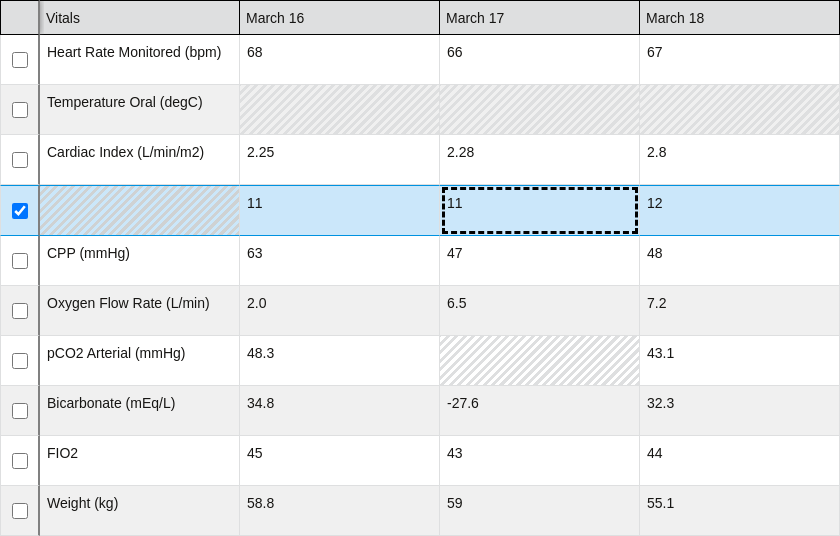 Vitals March 16 March 17 March 18
Heart Rate Monitored (bpm) 68 66 67
Temperature Oral (degC)
Cardiac Index (L/min/m2) 2.25 2.28 2.8
11 11 12
CPP (mmHg) 63 47 48
Oxygen Flow Rate (L/min) 2.0 6.5 7.2
pCO2 Arterial (mmHg) 48.3 43.1
Bicarbonate (mEq/L) 34.8 -27.6 32.3
FIO2 45 43 44
Weight (kg) 58.8 59 55.1